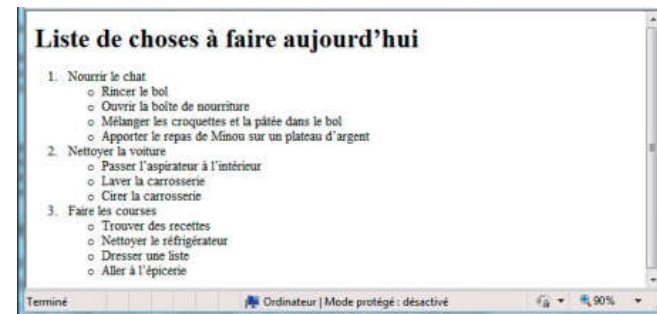 Liste de choses à faire aujourd’hui
1. Nourrir le chat
o Rincer le bol
o Ouvrir la boîte de nourriture
o Mélanger les croquettes et la pâtée dans le bol
o Apporter le repas de Minou sur un plateau d’argent
2. Nettoyer la voiture
o Passer l’aspirateur à l’intérieur
o Laver la carrosserie
o Cirer la carrosserie
3. Faire les courses
o Trouver des recettes
o Nettoyer le réfrigérateur
o Dresser une liste
o Aller à l’épicerie
Terminé Ordinateur | Mode protégé : désactivé 90%